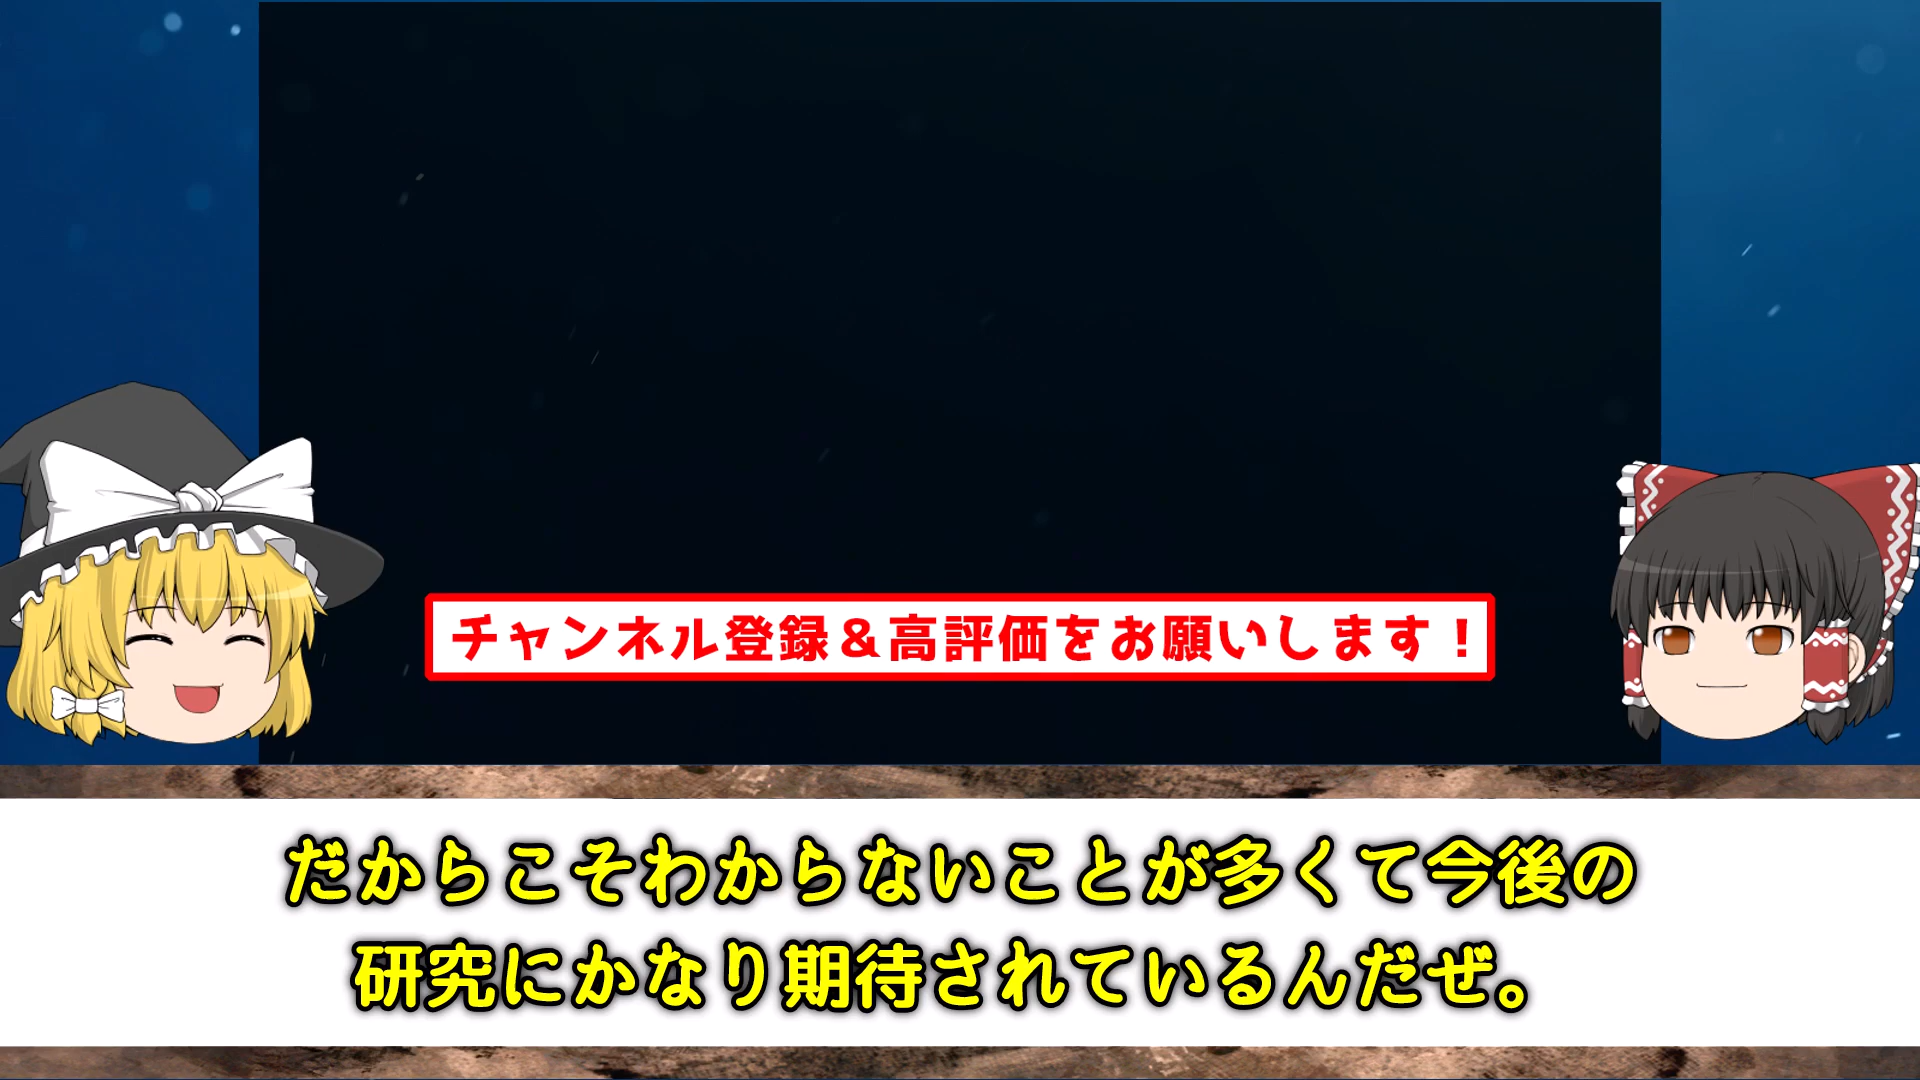 チャンネル登録＆高評価をお願いします！
だからこそわからないことが多くて今後の
研究にかなり期待されているんだぜ。